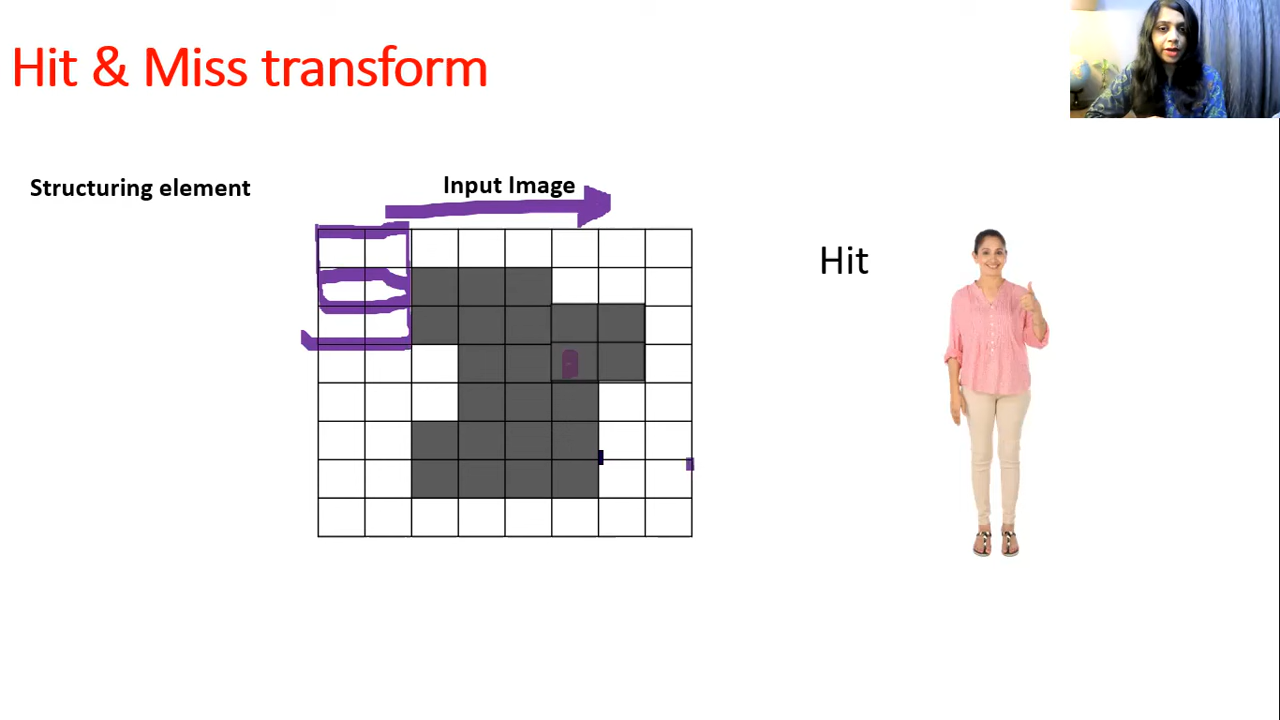 Hit & Miss transform
Structuring element
Input Image
Hit